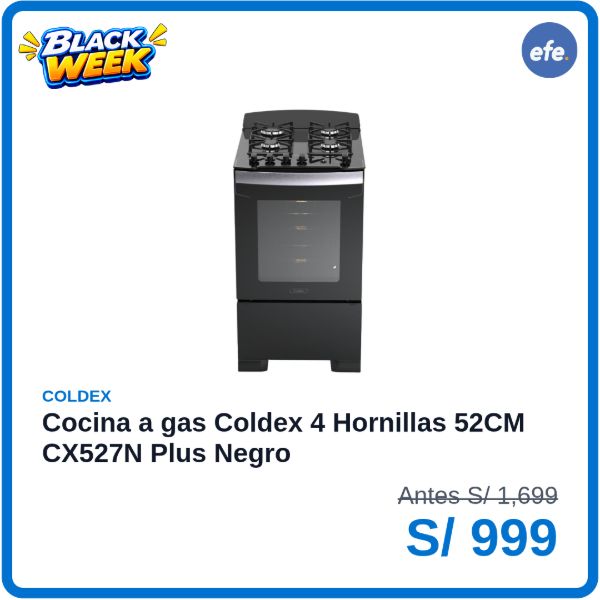 BLACK
WEEK
efe.
COLDEX
Cocina a gas Coldex 4 Hornillas 52CM
CX527N Plus Negro
Antes S/ 1,699
S/ 999